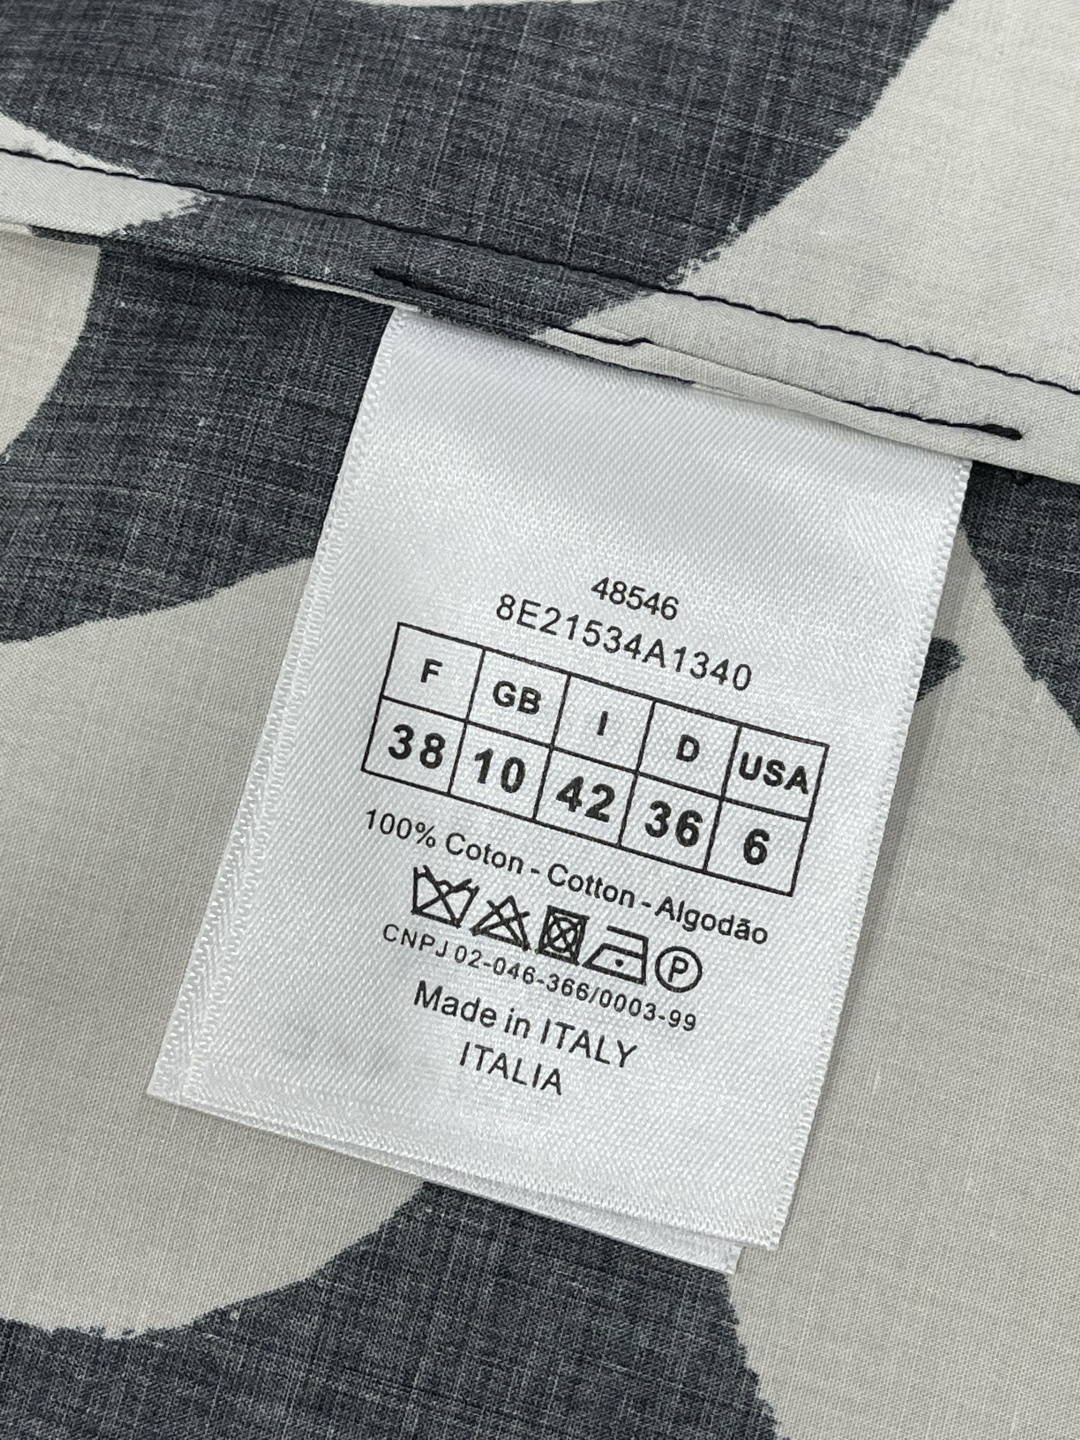 48546
8E21534A1340
F GB I D USA
38 10 42 36 6
100% Coton - Cotton - Algodão
P
CNPJ 02-046-366/0003-99
Made in ITALY
ITALIA